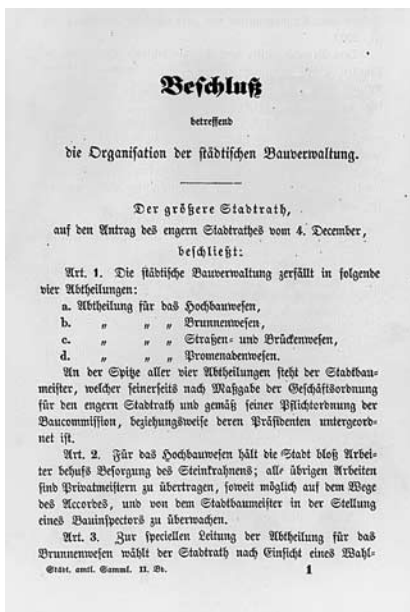 Beschluß
betreffend
die Organisation der städtischen Bauverwaltung.
Der größere Stadtrath,
auf den Antrag des engern Stadtrathes vom 4. December,
beschließt:
Art. 1. Die städtische Bauverwaltung zerfällt in folgende
vier Abtheilungen:
a. Abtheilung für das Hochbauwesen,
b. „ „ „ Brunnenwesen,
c. „ „ „ Straßen- und Brückenwesen,
d. „ „ „ Promenadenwesen.
An der Spitze aller vier Abtheilungen steht der Stadtbau-
meister, welcher seinerseits nach Maßgabe der Geschäftsordnung
für den engern Stadtrath und gemäß seiner Pflichtordnung der
Baucommission, beziehungsweise deren Präsidenten untergeord-
net ist.
Art. 2. Für das Hochbauwesen hält die Stadt bloß Arbei-
ter behufs Besorgung des Steinkrahnens; alle übrigen Arbeiten
sind Privatmeistern zu übertragen, soweit möglich auf dem Wege
des Accordes, und von dem Stadtbaumeister in der Stellung
eines Bauinspectors zu überwachen.
Art. 3. Zur speciellen Leitung der Abtheilung für das
Brunnenwesen wählt der Stadtrath nach Einsicht eines Wahl-
Städt. amtl. Samml. II. Bd. 1